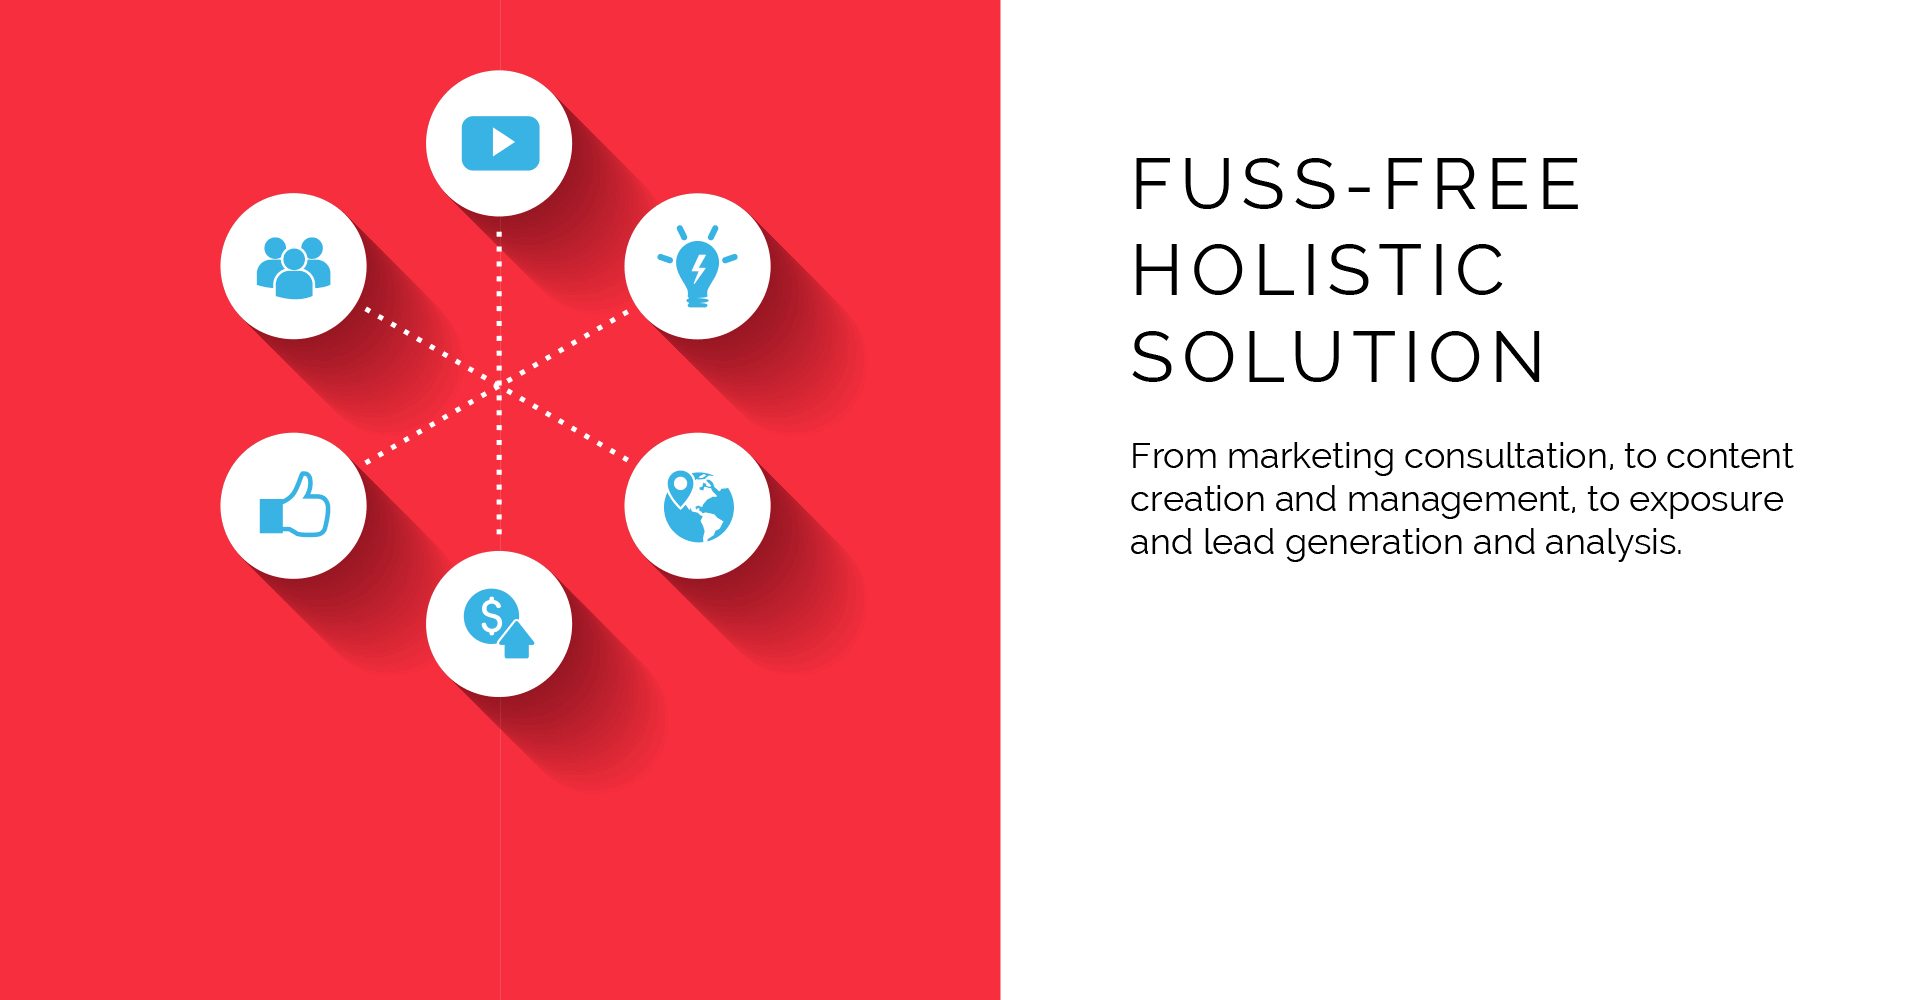 FUSS-FREE
HOLISTIC
SOLUTION
From marketing consultation, to content
creation and management, to exposure
and lead generation and analysis.
$